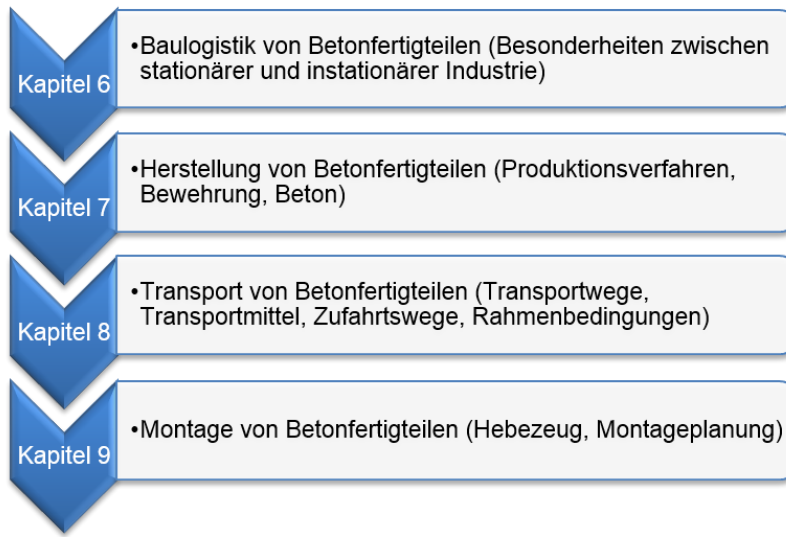 Kapitel 6
•Baulogistik von Betonfertigteilen (Besonderheiten zwischen
stationärer und instationärer Industrie)
Kapitel 7
•Herstellung von Betonfertigteilen (Produktionsverfahren,
Bewehrung, Beton)
Kapitel 8
•Transport von Betonfertigteilen (Transportwege,
Transportmittel, Zufahrtswege, Rahmenbedingungen)
Kapitel 9
•Montage von Betonfertigteilen (Hebezeug, Montageplanung)